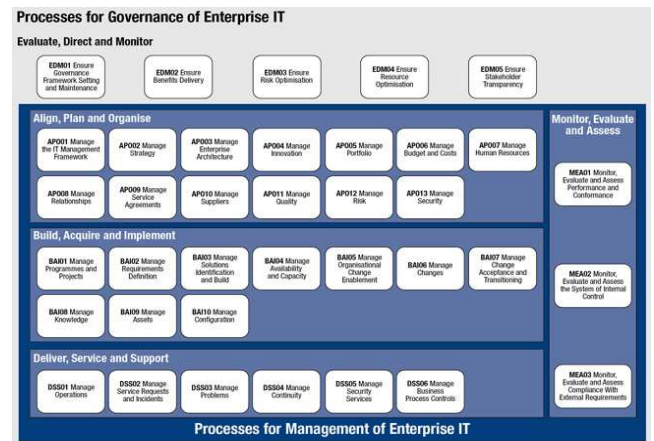 Processes for Governance of Enterprise IT
Evaluate, Direct and Monitor
EDM01 Ensure
Governance
Framework Setting
and Maintenance
EDM02 Ensure
Benefits Delivery
EDM03 Ensure
Risk Optimisation
EDM04 Ensure
Resource
Optimisation
EDM05 Ensure
Stakeholder
Transparency
Align, Plan and Organise
APO01 Manage
the IT Management
Framework
APO02 Manage
Strategy
APO03 Manage
Enterprise
Architecture
APO04 Manage
Innovation
APO05 Manage
Portfolio
APO06 Manage
Budget and Costs
APO07 Manage
Human Resources
APO08 Manage
Relationships
APO09 Manage
Service
Agreements
APO10 Manage
Suppliers
APO11 Manage
Quality
APO12 Manage
Risk
APO13 Manage
Security
Build, Acquire and Implement
BAI01 Manage
Programmes and
Projects
BAI02 Manage
Requirements
Definition
BAI03 Manage
Solutions
Identification
and Build
BAI04 Manage
Availability
and Capacity
BAI05 Manage
Organisational
Change
Enablement
BAI06 Manage
Changes
BAI07 Manage
Change
Acceptance and
Transitioning
BAI08 Manage
Knowledge
BAI09 Manage
Assets
BAI10 Manage
Configuration
Deliver, Service and Support
DSS01 Manage
Operations
DSS02 Manage
Service Requests
and Incidents
DSS03 Manage
Problems
DSS04 Manage
Continuity
DSS05 Manage
Security
Services
DSS06 Manage
Business
Process Controls
Monitor, Evaluate
and Assess
MEA01 Monitor,
Evaluate and Assess
Performance and
Conformance
MEA02 Monitor,
Evaluate and Assess
the System of Internal
Control
MEA03 Monitor,
Evaluate and Assess
Compliance With
External Requirements
Processes for Management of Enterprise IT